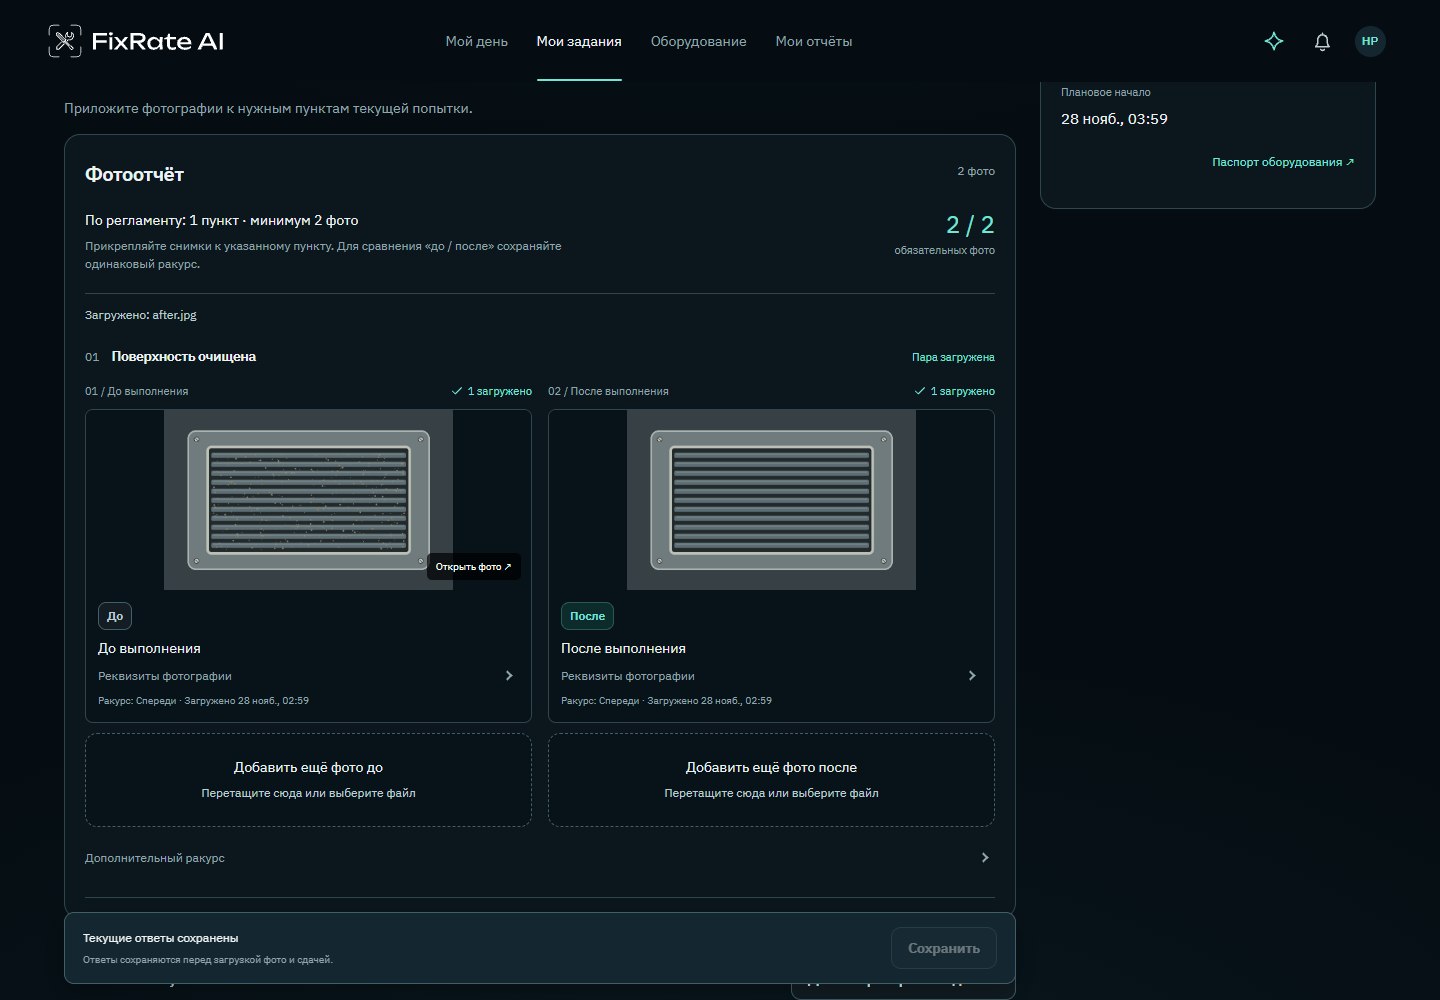 FixRate AI
Мой день
Мои задания
Оборудование
Мои отчёты
HP
Приложите фотографии к нужным пунктам текущей попытки.
Плановое начало
28 нояб., 03:59
Паспорт оборудования ↗
Фотоотчёт
2 фото
По регламенту: 1 пункт · минимум 2 фото
2 / 2
Прикрепляйте снимки к указанному пункту. Для сравнения «до / после» сохраняйте
одинаковый ракурс.
обязательных фото
Загружено: after.jpg
01 Поверхность очищена
Пара загружена
01 / До выполнения
1 загружено
02 / После выполнения
1 загружено
Открыть фото ↗
До
До выполнения
Реквизиты фотографии
Ракурс: Спереди · Загружено 28 нояб., 02:59
После
После выполнения
Реквизиты фотографии
Ракурс: Спереди · Загружено 28 нояб., 02:59
Добавить ещё фото до
Перетащите сюда или выберите файл
Добавить ещё фото после
Перетащите сюда или выберите файл
Дополнительный ракурс
Текущие ответы сохранены
Ответы сохраняются перед загрузкой фото и сдачей.
Сохранить